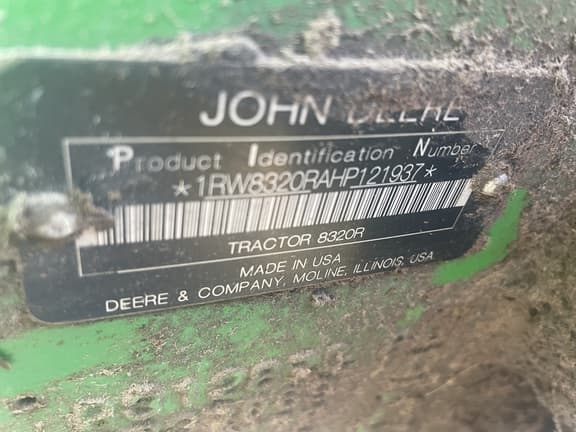 JOHN DEERE
Product Identification Number
*1RW8320RAHP121937*
TRACTOR 8320R
MADE IN USA
DEERE & COMPANY, MOLINE, ILLINOIS, USA